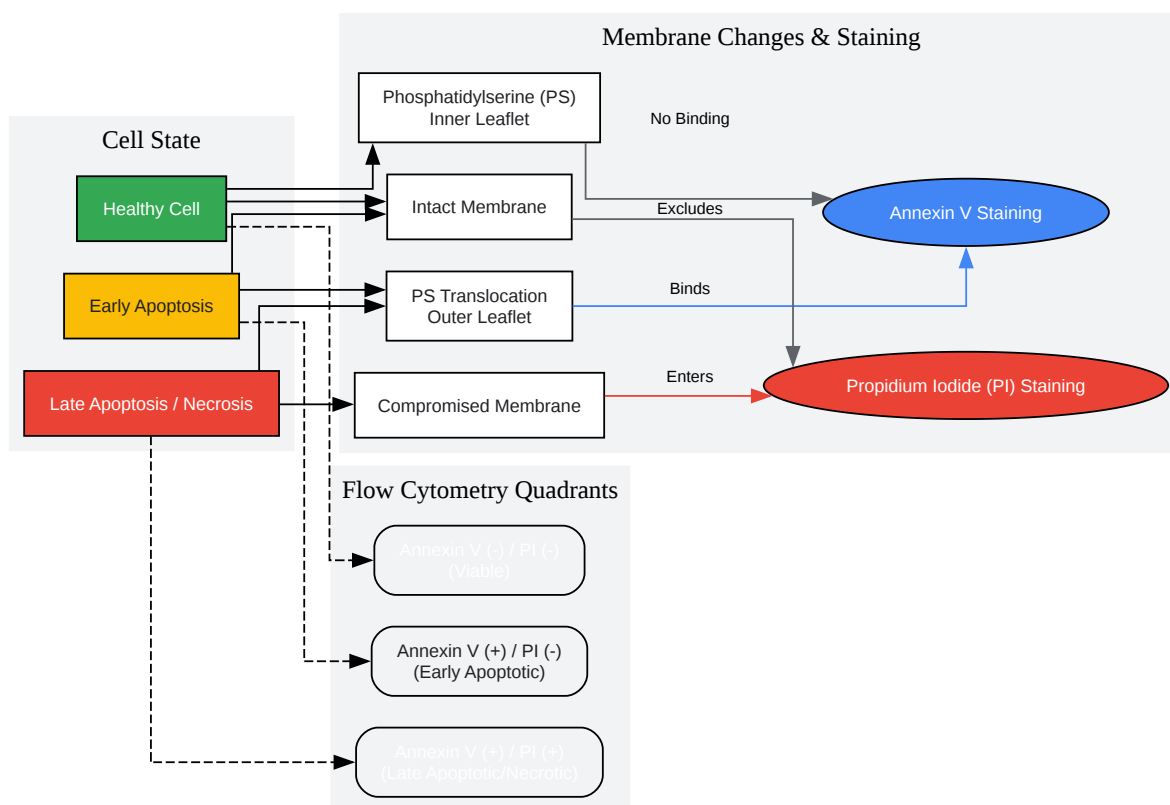 Membrane Changes & Staining
Phosphatidylserine (PS)
Inner Leaflet
No Binding
Cell State
Healthy Cell
Intact Membrane
Excludes
Annexin V Staining
Early Apoptosis
PS Translocation
Outer Leaflet
Binds
Late Apoptosis / Necrosis
Compromised Membrane
Enters
Propidium Iodide (PI) Staining
Flow Cytometry Quadrants
Annexin V (-) / PI (-)
(Viable)
Annexin V (+) / PI (-)
(Early Apoptotic)
Annexin V (+) / PI (+)
(Late Apoptotic/Necrotic)